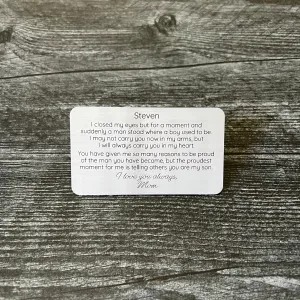 Steven
I closed my eyes but for a moment and
suddenly a man stood where a boy used to be.
I may not carry you now in my arms, but
I will always carry you in my heart.
You have given me so many reasons to be proud
of the man you have become, but the proudest
moment for me is telling others you are my son.
I love you always,
Mom